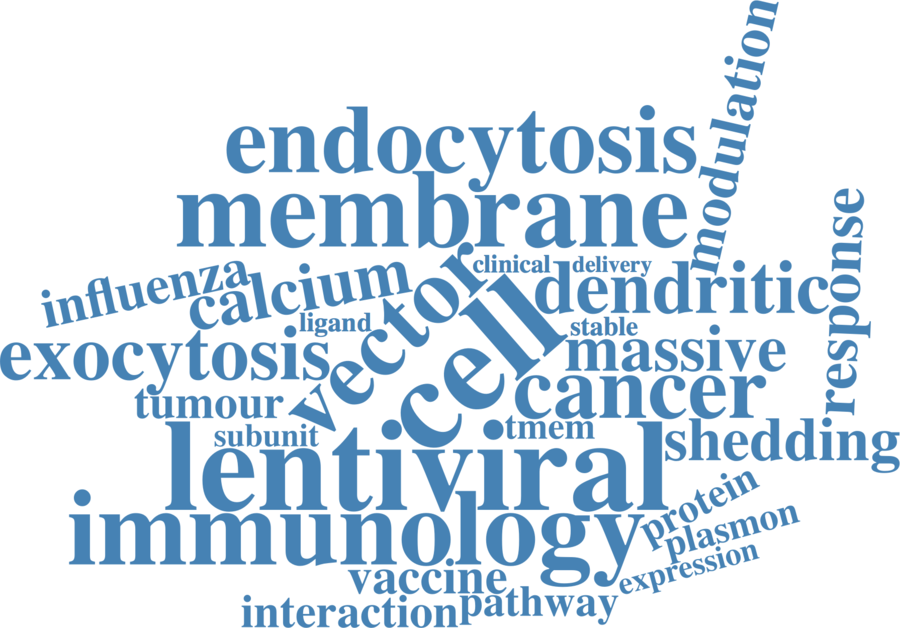 modulation
endocytosis
membrane
response
clinical
delivery
influenza
calcium
vector
dendritic
ligand
cell
stable
exocytosis
massive
tumour
cancer
subunit
tmem
shedding
lentiviral
immunology
protein
plasmon
expression
vaccine
interaction
pathway